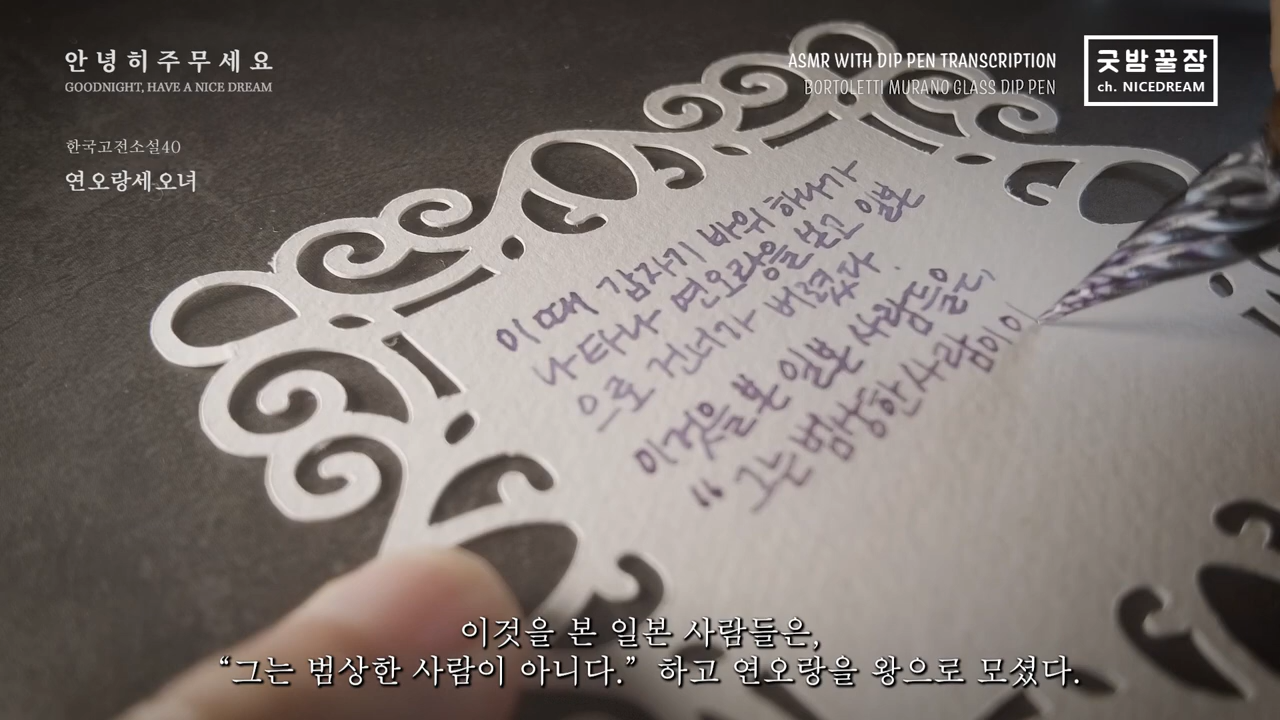 안녕히주무세요
GOODNIGHT, HAVE A NICE DREAM
ASMR WITH DIP PEN TRANSCRIPTION
BORTOLETTI MURANO GLASS DIP PEN
굿밤꿀잠
ch. NICEDREAM
한국고전소설40
연오랑세오녀
이때 갑자기 바위 하나가
나타나 연오랑을 보고 일본
으로 건너가 버렸다.
이것을 본 일본 사람들은,
“그는 범상한 사람이 아
이것을 본 일본 사람들은,
“그는 범상한 사람이 아니다.” 하고 연오랑을 왕으로 모셨다.